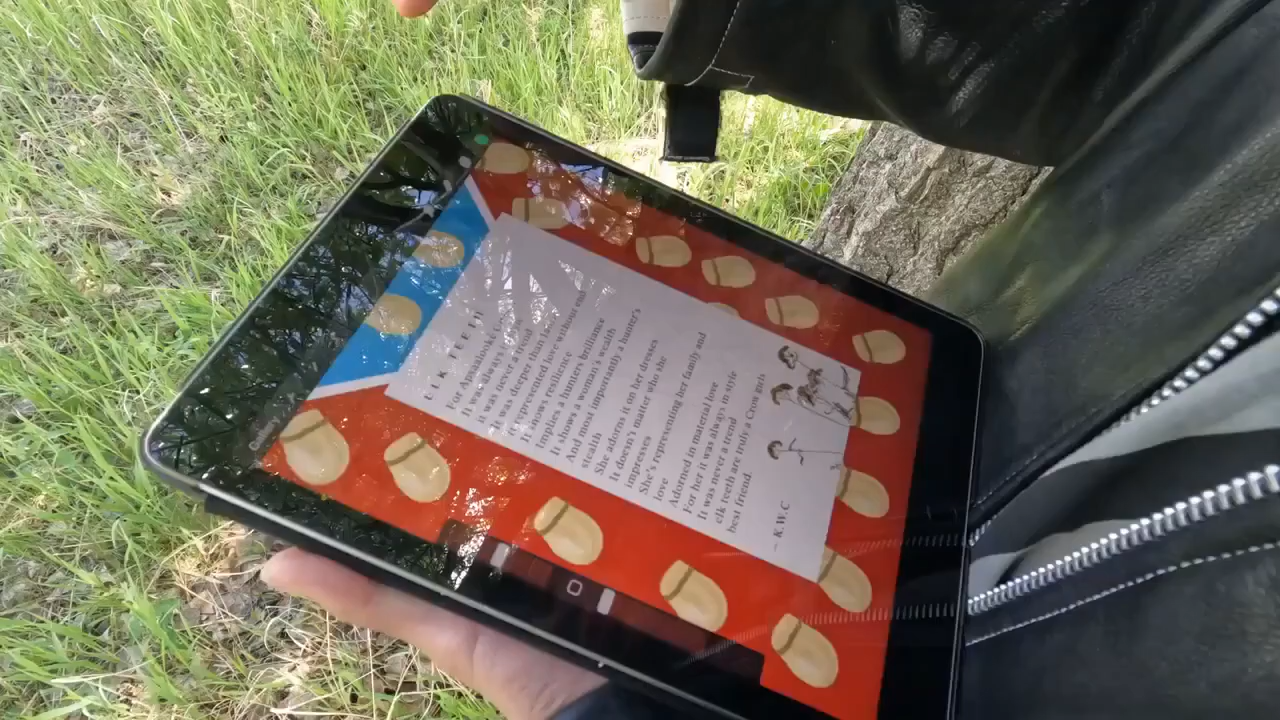 ELK TEETH
For Apsaalooke
It was always
It was never a tread
It was deeper than
It represented love without end
It shows resilience
Implies a hunters brilliance
It shows a woman's wealth
And most importantly a hunter's
stealth
She adorns it on her dresses
It doesn't matter who she
impresses
She's representing her family and
love
Adorned in material love
For her it was always in style
It was never a trend
elk teeth are truly a Crow girls
best friend.
– K.W.C